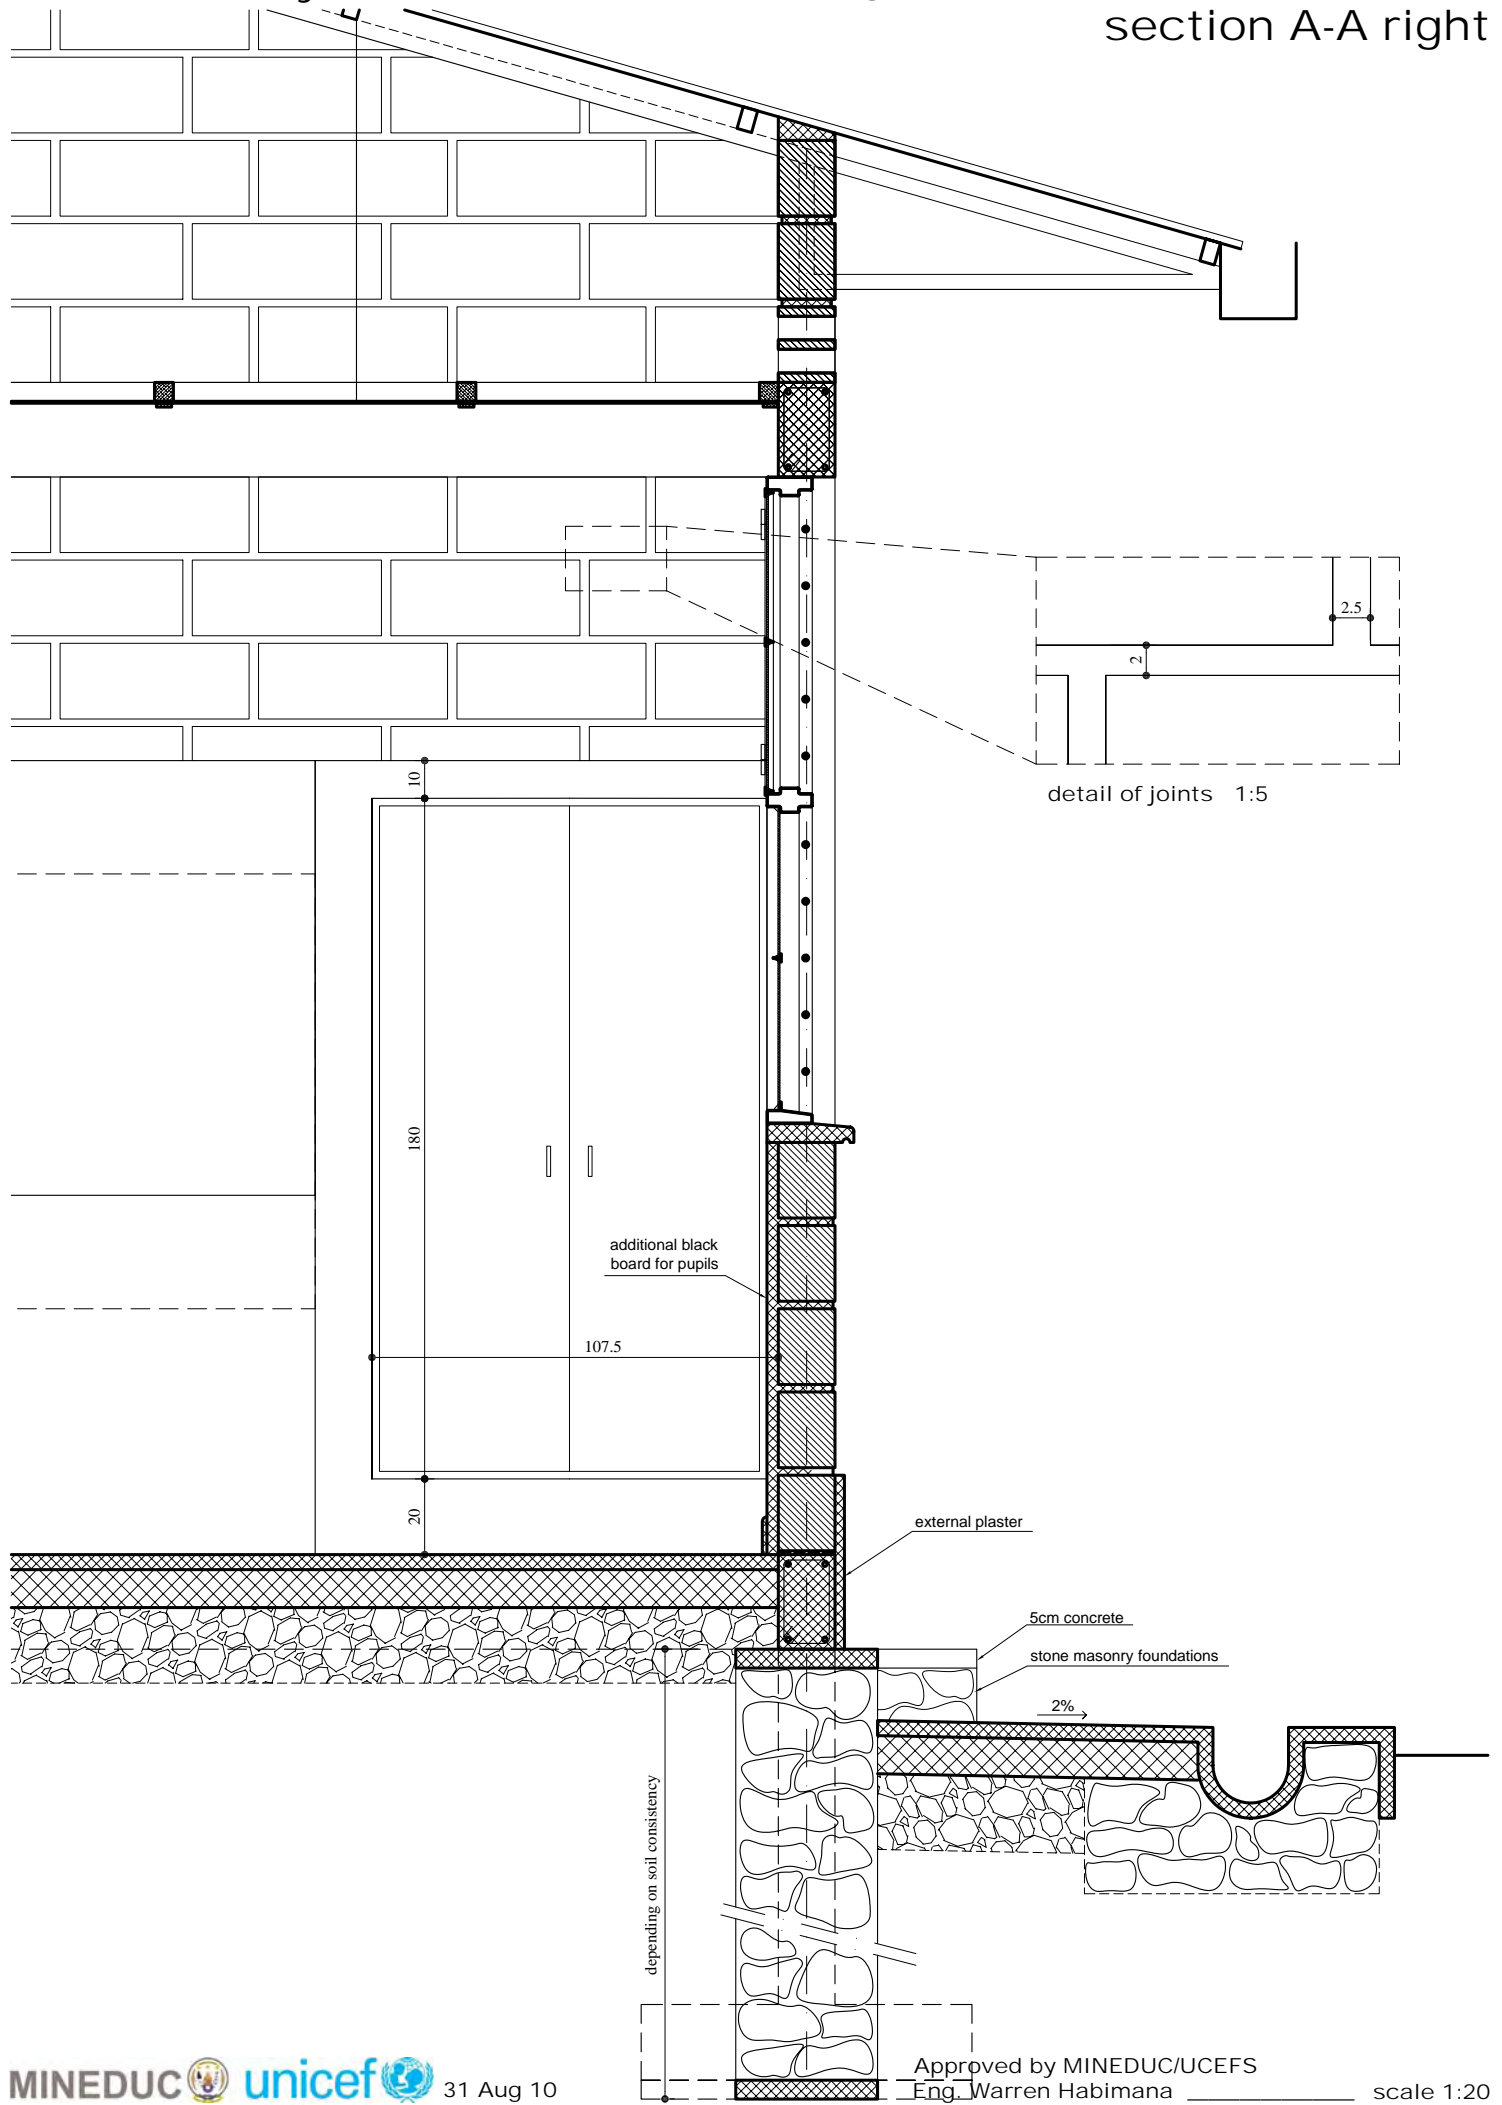 section A-A right
2.5
2
detail of joints 1:5
10
180
additional black
board for pupils
107.5
20
external plaster
5cm concrete
stone masonry foundations
2%
depending on soil consistency
MINEDUC unicef 31 Aug 10
Approved by MINEDUC/UCEFS
Eng. Warren Habimana ______________ scale 1:20